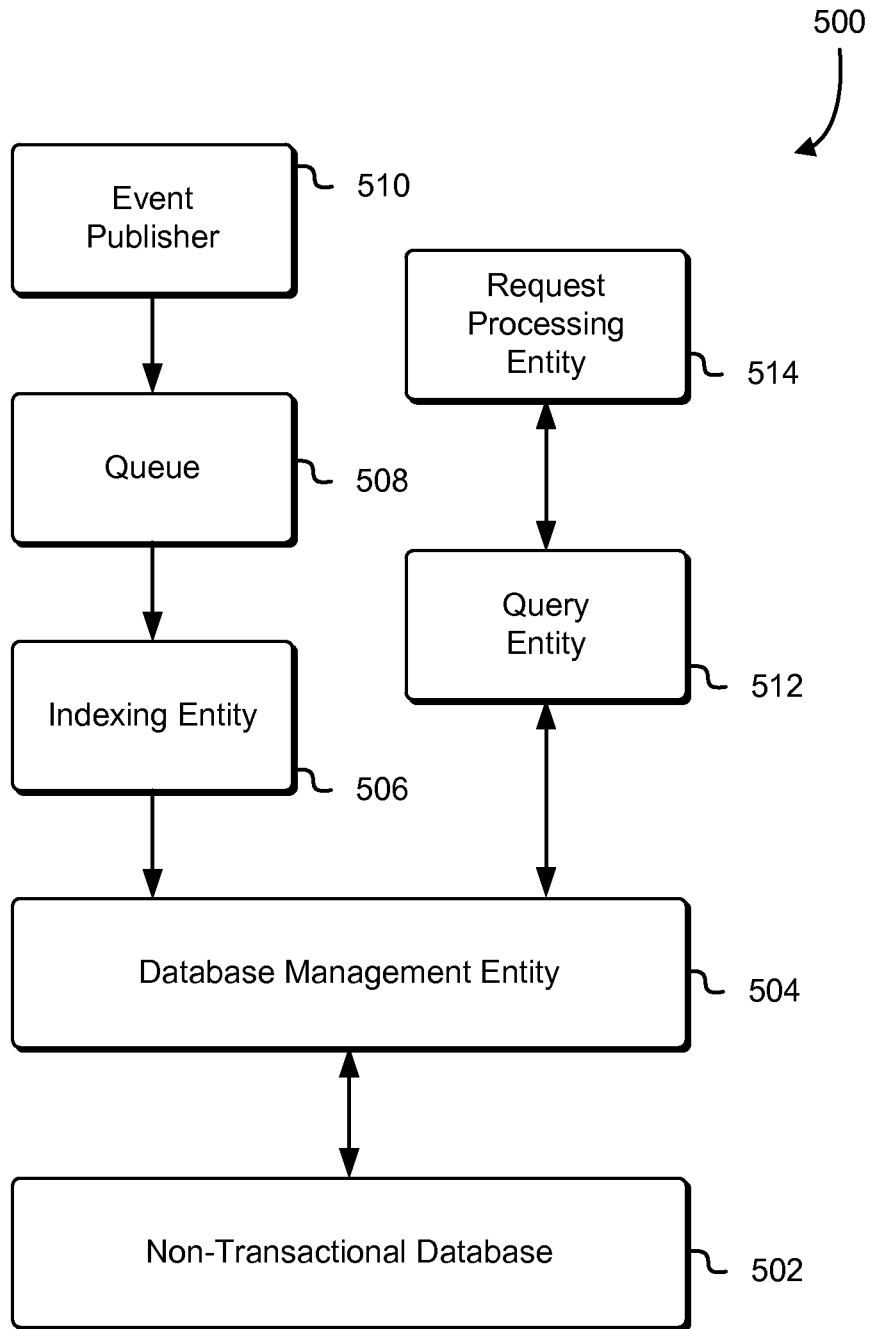 500
Event
Publisher
510
Request
Processing
Entity
514
Queue
508
Query
Entity
512
Indexing Entity
506
Database Management Entity
504
Non-Transactional Database
502